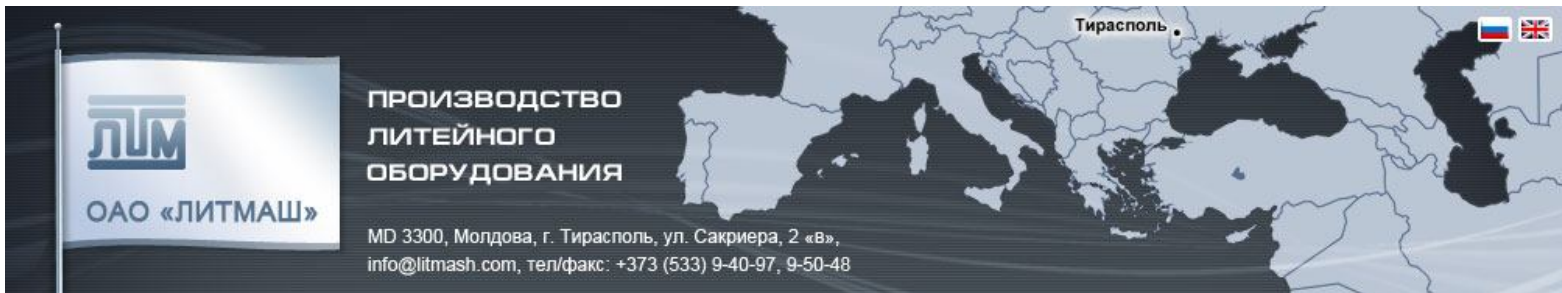 Тирасполь
ЛТМ
ОАО «ЛИТМАШ»
ПРОИЗВОДСТВО
ЛИТЕЙНОГО
ОБОРУДОВАНИЯ
MD 3300, Молдова, г. Тирасполь, ул. Сакриера, 2 «в»,
info@litmash.com, тел/факс: +373 (533) 9-40-97, 9-50-48